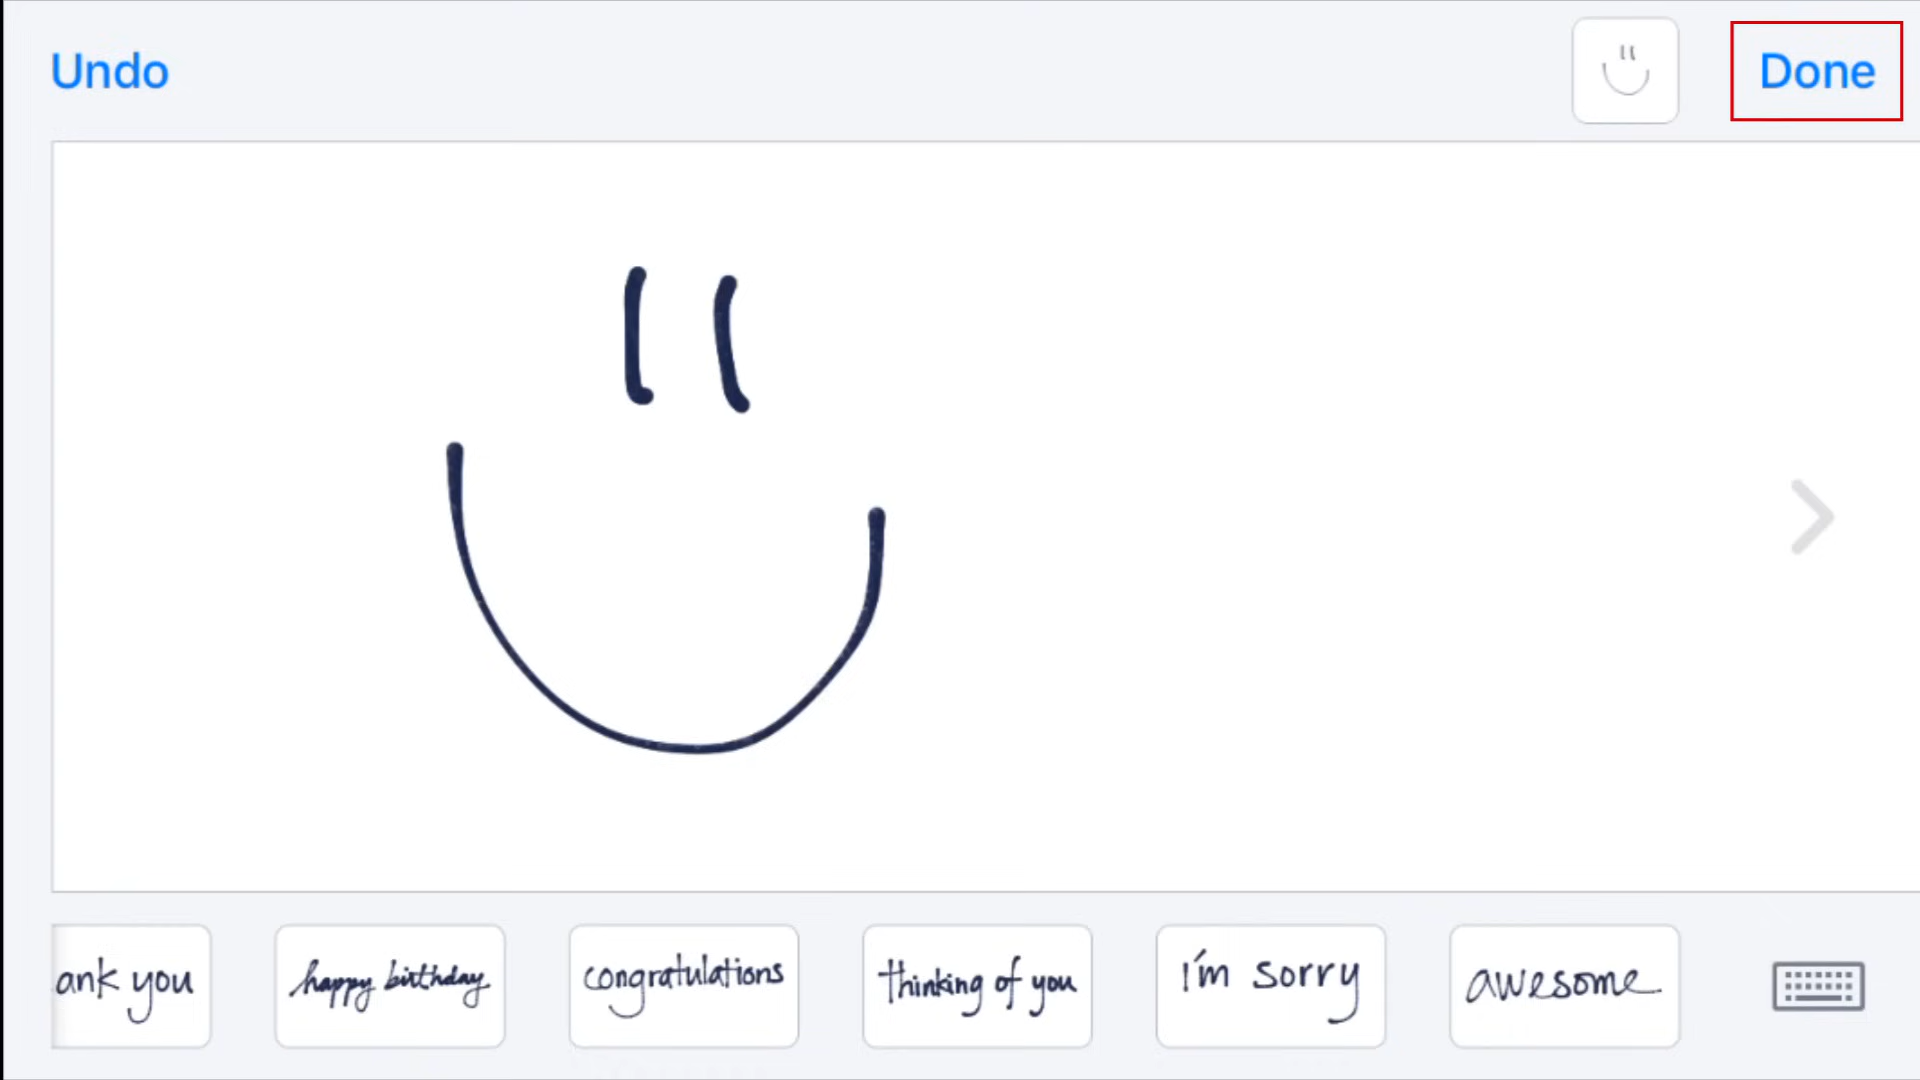 Undo
Done
ank you
happy birthday
congratulations
thinking of you
i'm sorry
awesome